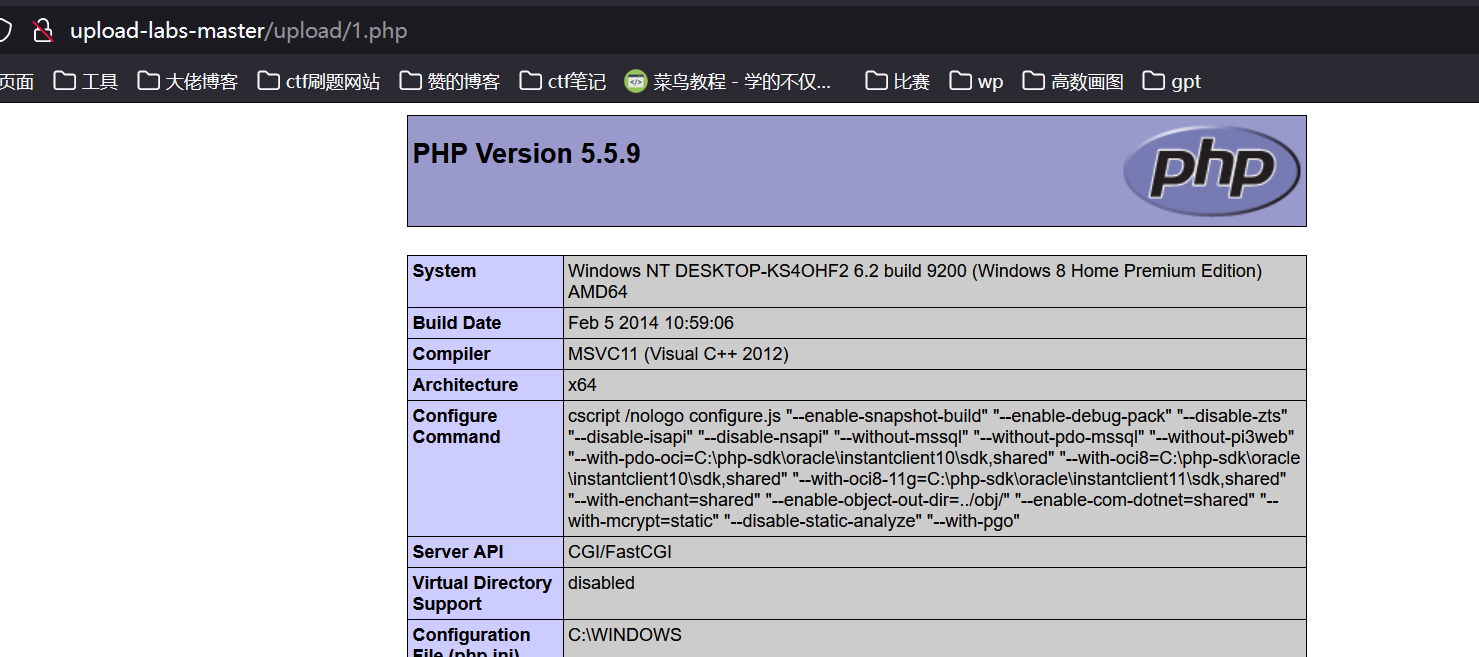 upload-labs-master/upload/1.php
页面 工具 大佬博客 ctf刷题网站 赞的博客 ctf笔记 菜鸟教程 - 学的不仅... 比赛 wp 高数画图 gpt
PHP Version 5.5.9
php
System Windows NT DESKTOP-KS4OHF2 6.2 build 9200 (Windows 8 Home Premium Edition)
AMD64
Build Date Feb 5 2014 10:59:06
Compiler MSVC11 (Visual C++ 2012)
Architecture x64
Configure cscript /nologo configure.js "--enable-snapshot-build" "--enable-debug-pack" "--disable-zts"
Command "--disable-isapi" "--disable-nsapi" "--without-mssql" "--without-pdo-mssql" "--without-pi3web"
"--with-pdo-oci=C:\php-sdk\oracle\instantclient10\sdk,shared" "--with-oci8=C:\php-sdk\oracle
\instantclient10\sdk,shared" "--with-oci8-11g=C:\php-sdk\oracle\instantclient11\sdk,shared"
"--with-enchant=shared" "--enable-object-out-dir=../obj/" "--enable-com-dotnet=shared" "--
with-mcrypt=static" "--disable-static-analyze" "--with-pgo"
Server API CGI/FastCGI
Virtual Directory disabled
Support
Configuration C:\WINDOWS
File (php.ini)